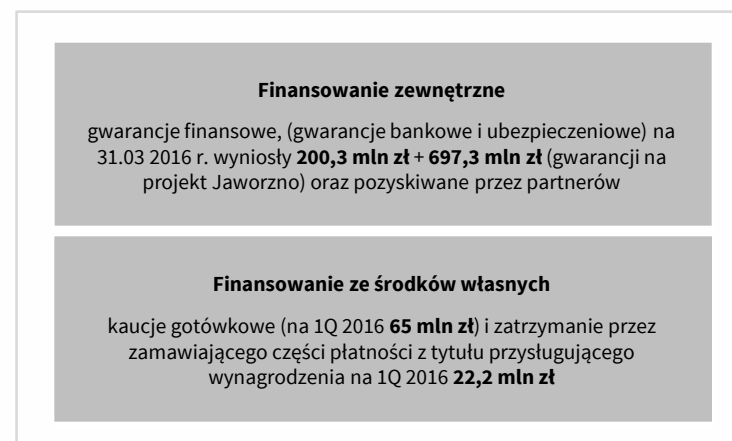 Finansowanie zewnętrzne
gwarancje finansowe, (gwarancje bankowe i ubezpieczeniowe) na
31.03 2016 r. wyniosły 200,3 mln zł + 697,3 mln zł (gwarancji na
projekt Jaworzno) oraz pozyskiwane przez partnerów
Finansowanie ze środków własnych
kaucje gotówkowe (na 1Q 2016 65 mln zł) i zatrzymanie przez
zamawiającego części płatności z tytułu przysługującego
wynagrodzenia na 1Q 2016 22,2 mln zł